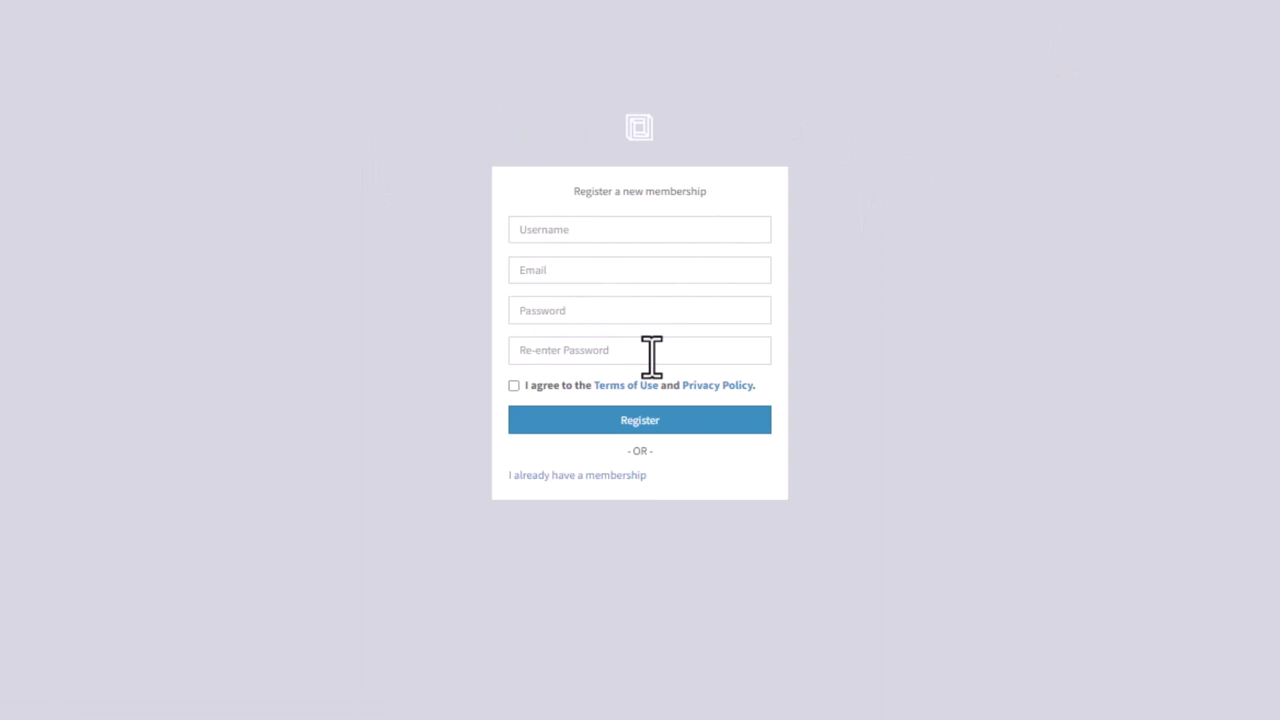 Register a new membership
Username
Email
Password
Re-enter Password
I agree to the Terms of Use and Privacy Policy.
Register
- OR -
I already have a membership